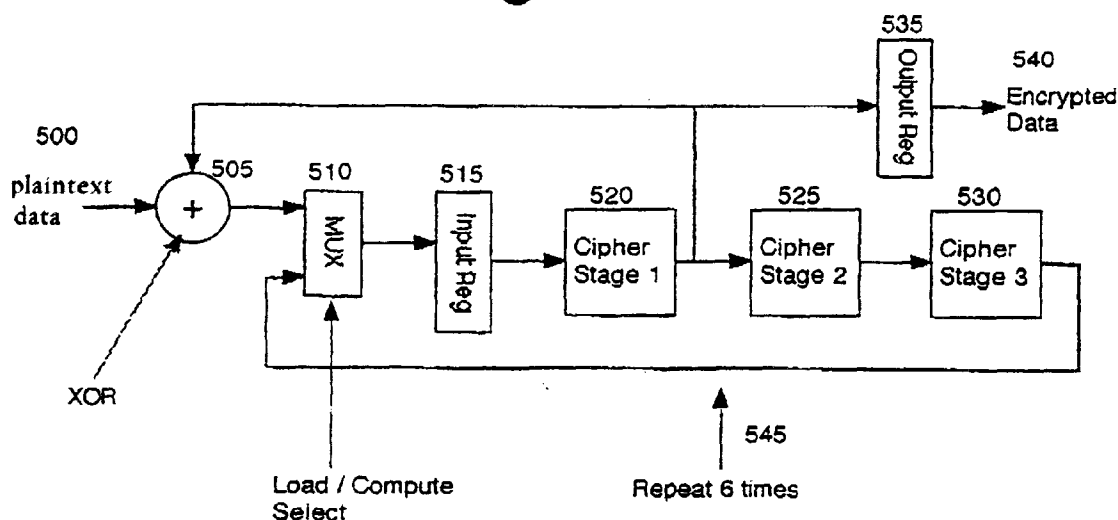 535
540
Output Reg
Encrypted
Data
500
plaintext
data
505
+
510
MUX
515
Input Reg
520
Cipher
Stage 1
525
Cipher
Stage 2
530
Cipher
Stage 3
XOR
545
Load / Compute
Select
Repeat 6 times